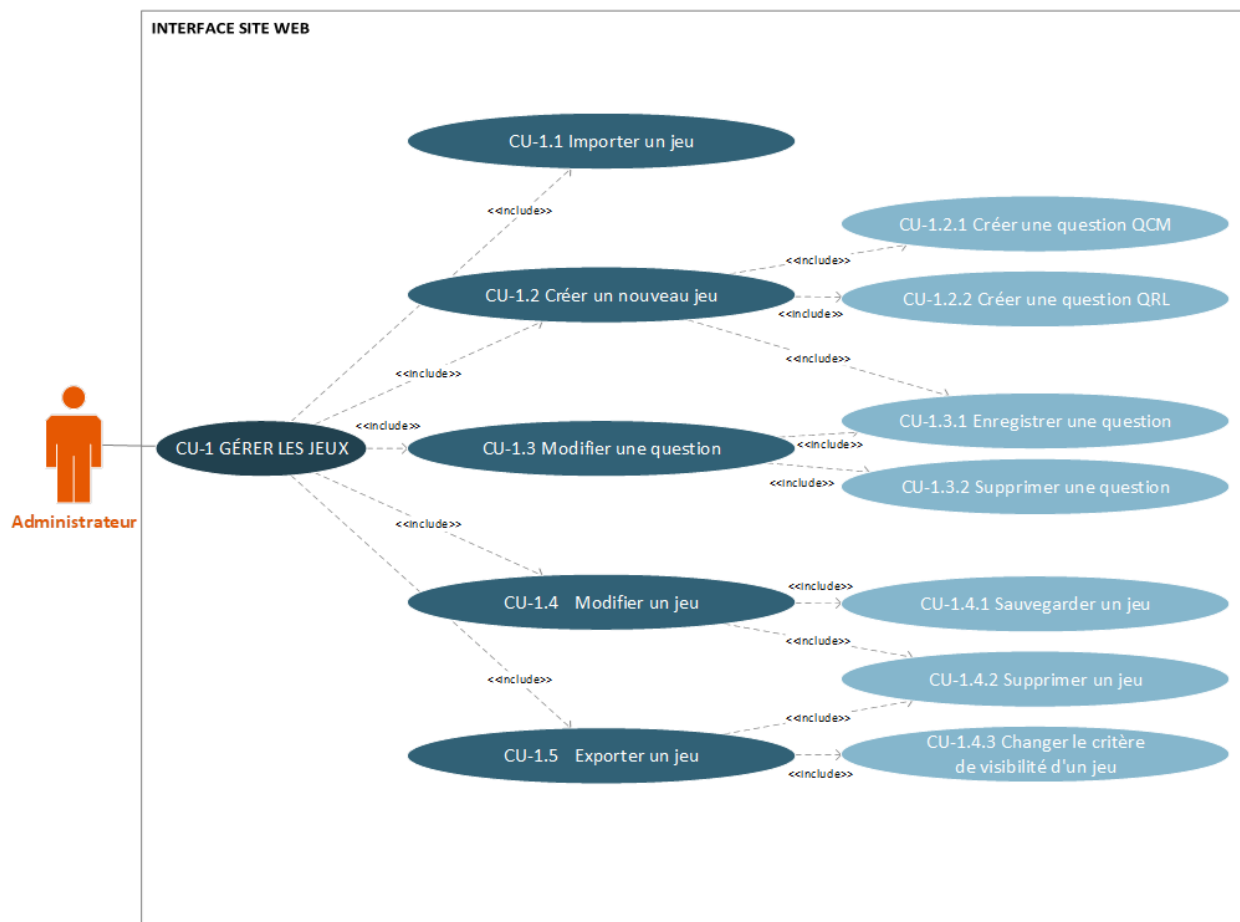 INTERFACE SITE WEB
CU-1.1 Importer un jeu
<<include>>
CU-1.2.1 Créer une question QCM
<<include>>
CU-1.2 Créer un nouveau jeu
CU-1.2.2 Créer une question QRL
<<include>>
<<include>>
<<include>>
CU-1.3.1 Enregistrer une question
<<include>>
CU-1 GÉRER LES JEUX
CU-1.3 Modifier une question
<<include>>
<<include>>
CU-1.3.2 Supprimer une question
Administrateur
<<include>>
<<include>>
CU-1.4 Modifier un jeu
CU-1.4.1 Sauvegarder un jeu
<<include>>
<<include>>
CU-1.4.2 Supprimer un jeu
<<include>>
CU-1.5 Exporter un jeu
CU-1.4.3 Changer le critère
de visibilité d'un jeu
<<include>>